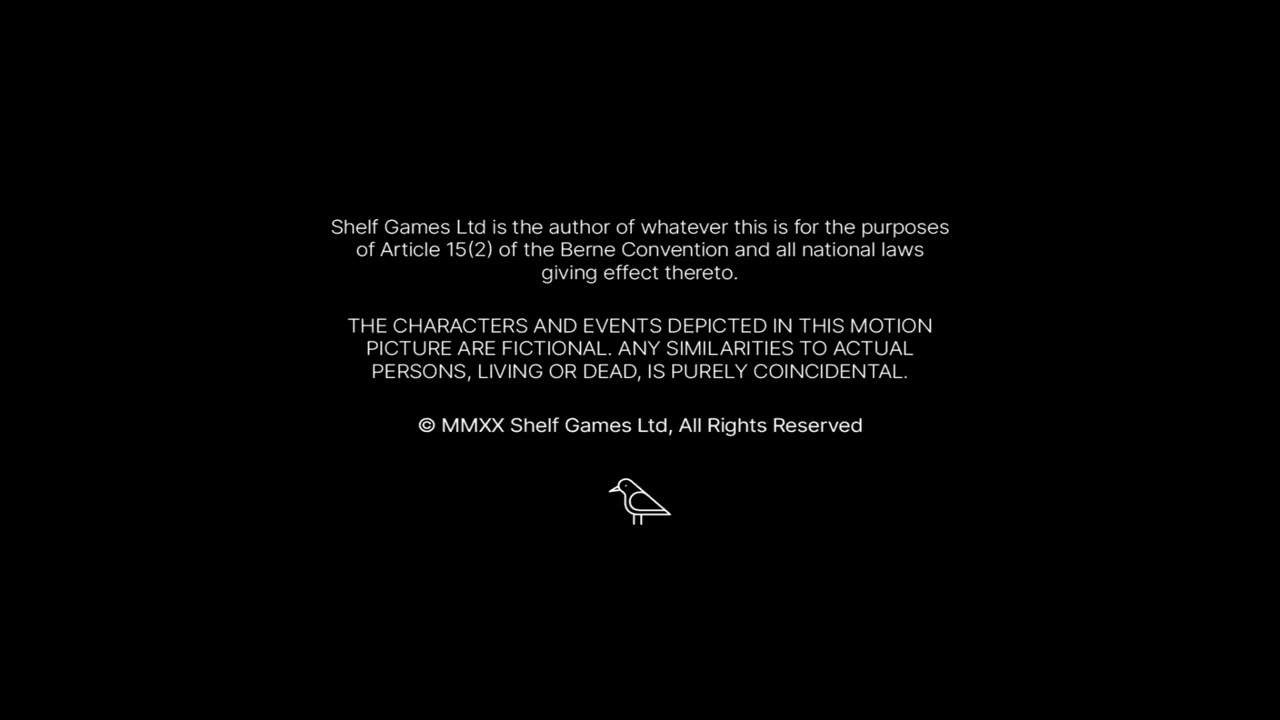 Shelf Games Ltd is the author of whatever this is for the purposes
of Article 15(2) of the Berne Convention and all national laws
giving effect thereto.
THE CHARACTERS AND EVENTS DEPICTED IN THIS MOTION
PICTURE ARE FICTIONAL. ANY SIMILARITIES TO ACTUAL
PERSONS, LIVING OR DEAD, IS PURELY COINCIDENTAL.
© MMXX Shelf Games Ltd, All Rights Reserved